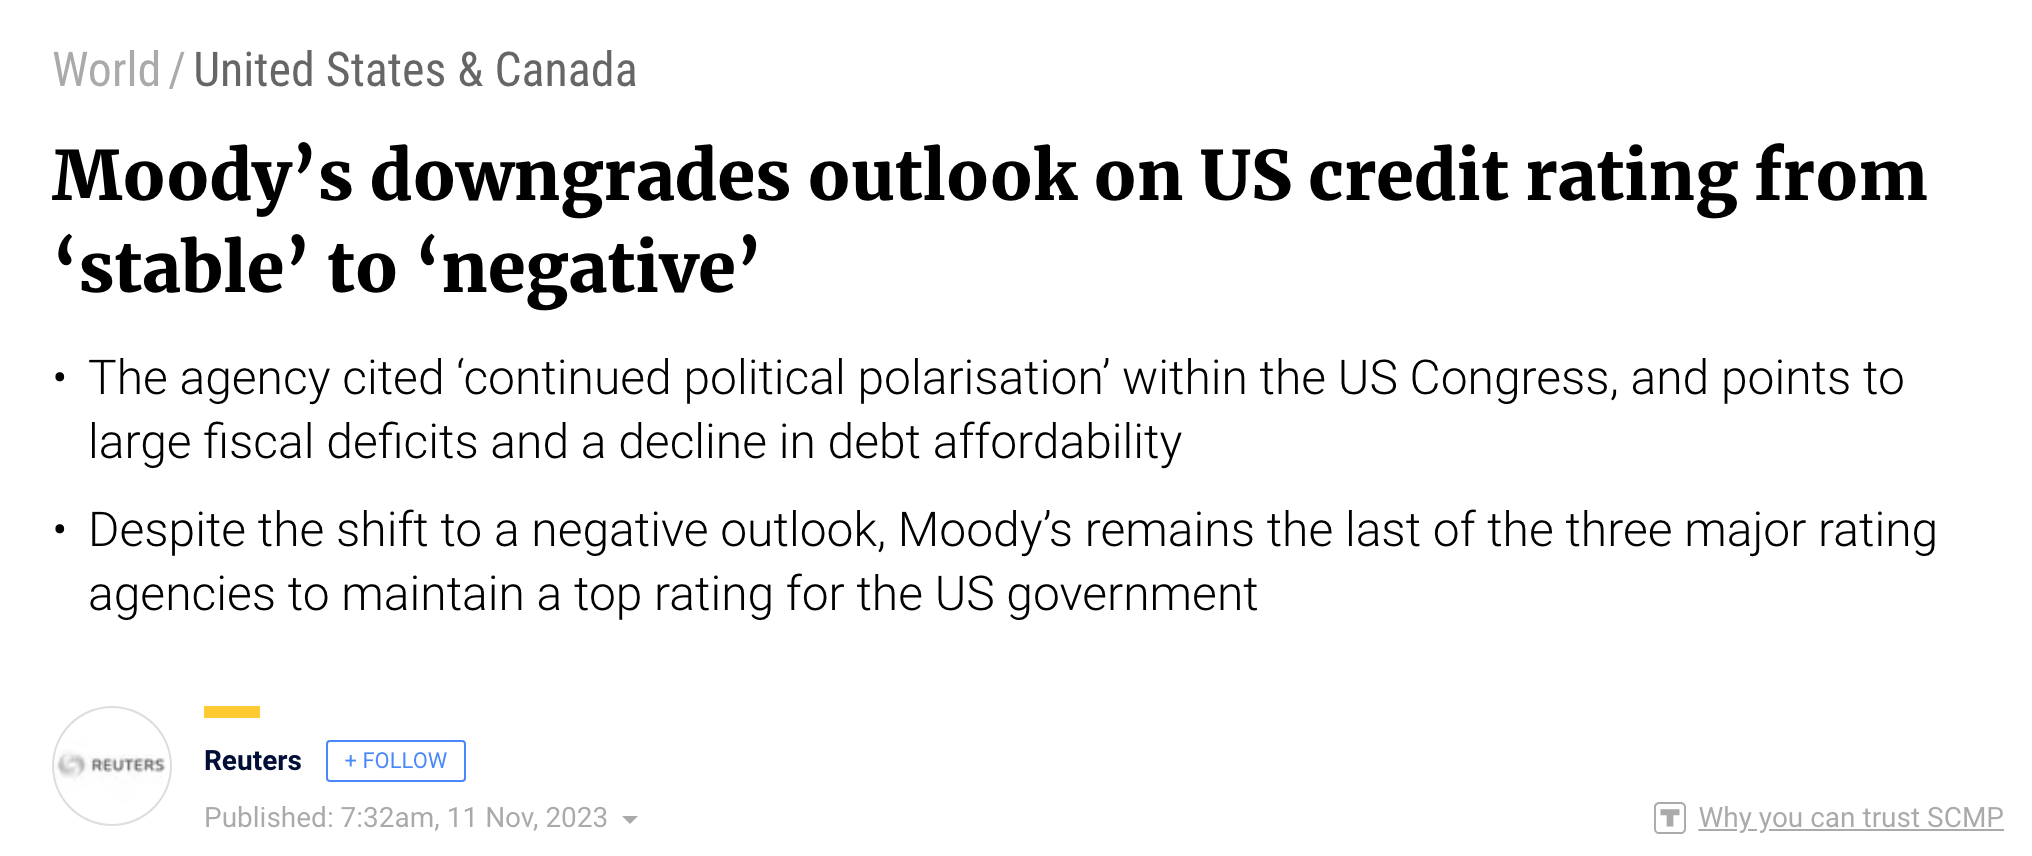 World / United States & Canada
Moody’s downgrades outlook on US credit rating from
‘stable’ to ‘negative’
• The agency cited ‘continued political polarisation’ within the US Congress, and points to
large fiscal deficits and a decline in debt affordability
• Despite the shift to a negative outlook, Moody’s remains the last of the three major rating
agencies to maintain a top rating for the US government
REUTERS
Reuters + FOLLOW
Published: 7:32am, 11 Nov, 2023
T Why you can trust SCMP